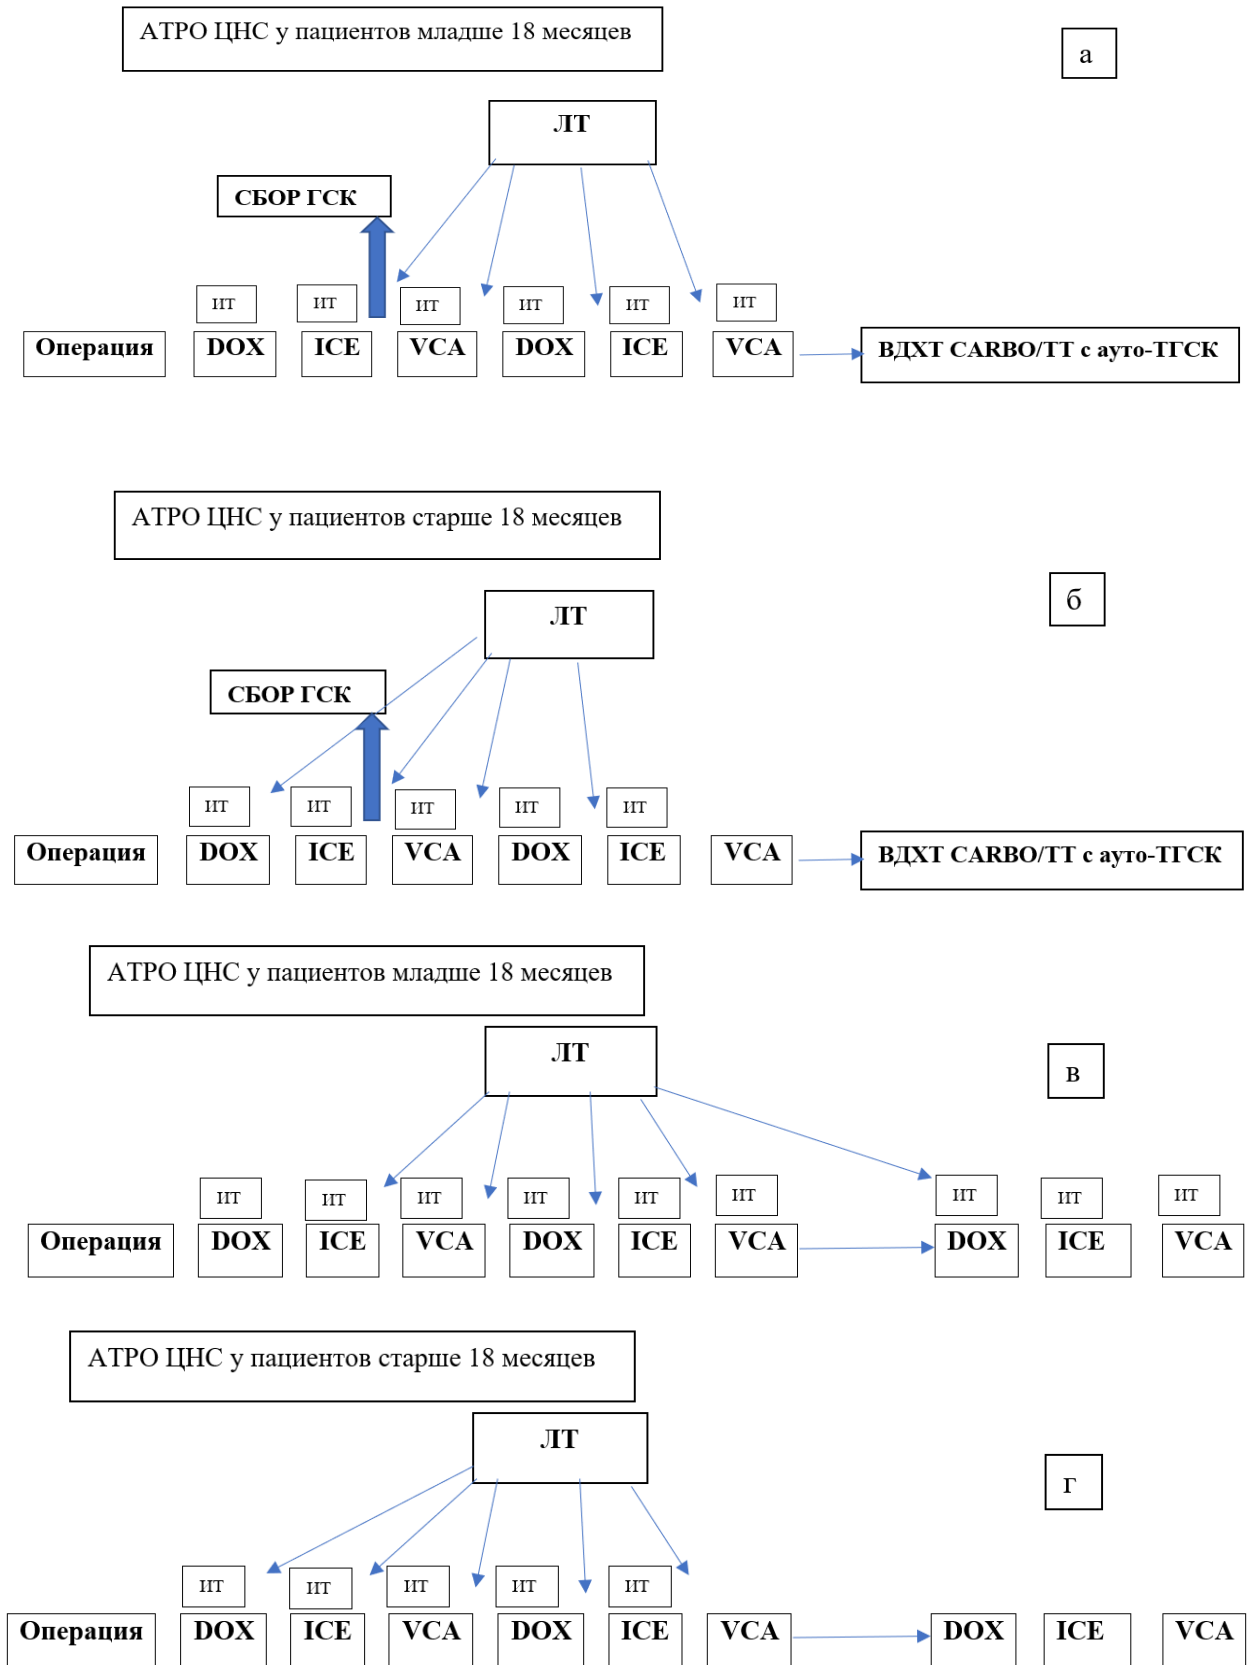 АТРО ЦНС у пациентов младше 18 месяцев
а
ЛТ
СБОР ГСК
ИТ ИТ ИТ ИТ ИТ ИТ
Операция DOX ICE VCA DOX ICE VCA ВДХТ CARBO/TT с ауто-ТГСК
АТРО ЦНС у пациентов старше 18 месяцев
б
ЛТ
СБОР ГСК
ИТ ИТ ИТ ИТ ИТ
Операция DOX ICE VCA DOX ICE VCA ВДХТ CARBO/TT с ауто-ТГСК
АТРО ЦНС у пациентов младше 18 месяцев
ЛТ
в
ИТ ИТ ИТ ИТ ИТ ИТ ИТ ИТ ИТ
Операция DOX ICE VCA DOX ICE VCA DOX ICE VCA
АТРО ЦНС у пациентов старше 18 месяцев
ЛТ
г
ИТ ИТ ИТ ИТ ИТ
Операция DOX ICE VCA DOX ICE VCA DOX ICE VCA